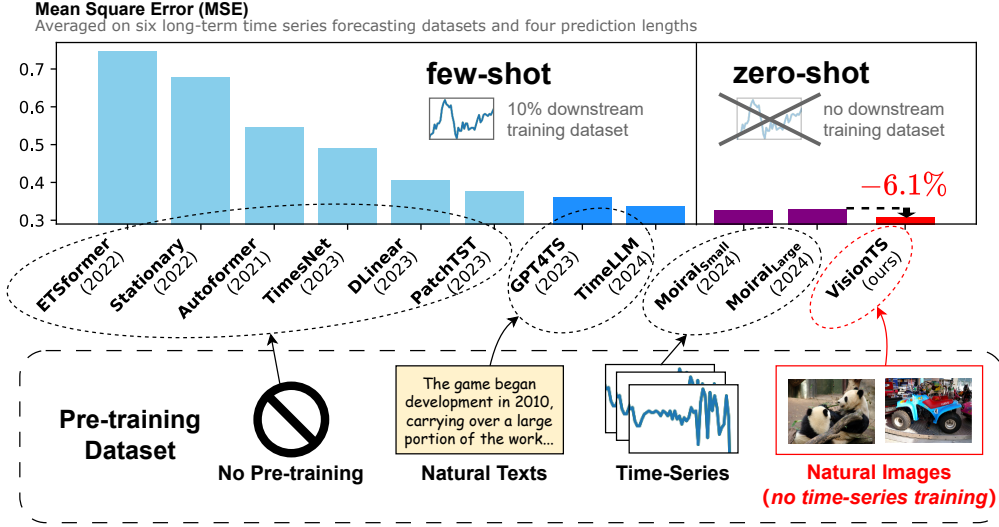 Mean Square Error (MSE)
Averaged on six long-term time series forecasting datasets and four prediction lengths
0.7
0.6
0.5
0.4
0.3
few-shot
10% downstream
training dataset
zero-shot
no downstream
training dataset
−6.1%
ETSformer
(2022)
Stationary
(2022)
Autoformer
(2021)
TimesNet
(2023)
DLinear
(2023)
PatchTST
(2023)
GPT4TS
(2023)
TimeLLM
(2024)
MoiraiSmall
(2024)
MoiraiLarge
(2024)
VisionTS
(ours)
Pre-training
Dataset
No Pre-training
The game began
development in 2010,
carrying over a large
portion of the work...
Natural Texts
Time-Series
Natural Images
(no time-series training)